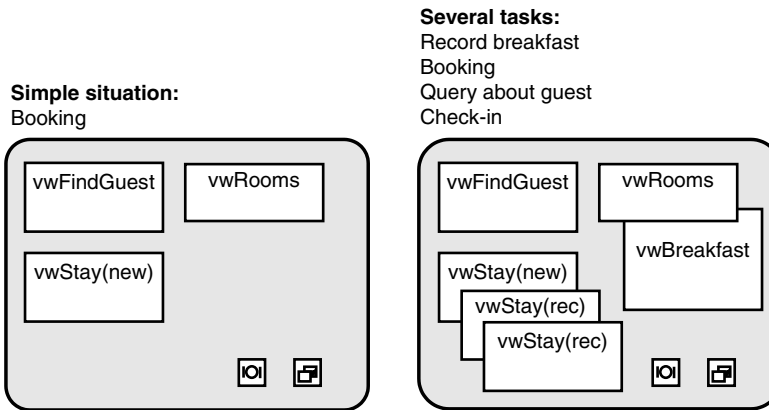 Simple situation:
Booking
vwFindGuest
vwRooms
vwStay(new)
Several tasks:
Record breakfast
Booking
Query about guest
Check-in
vwFindGuest
vwRooms
vwBreakfast
vwStay(new)
vwStay(rec)
vwStay(rec)